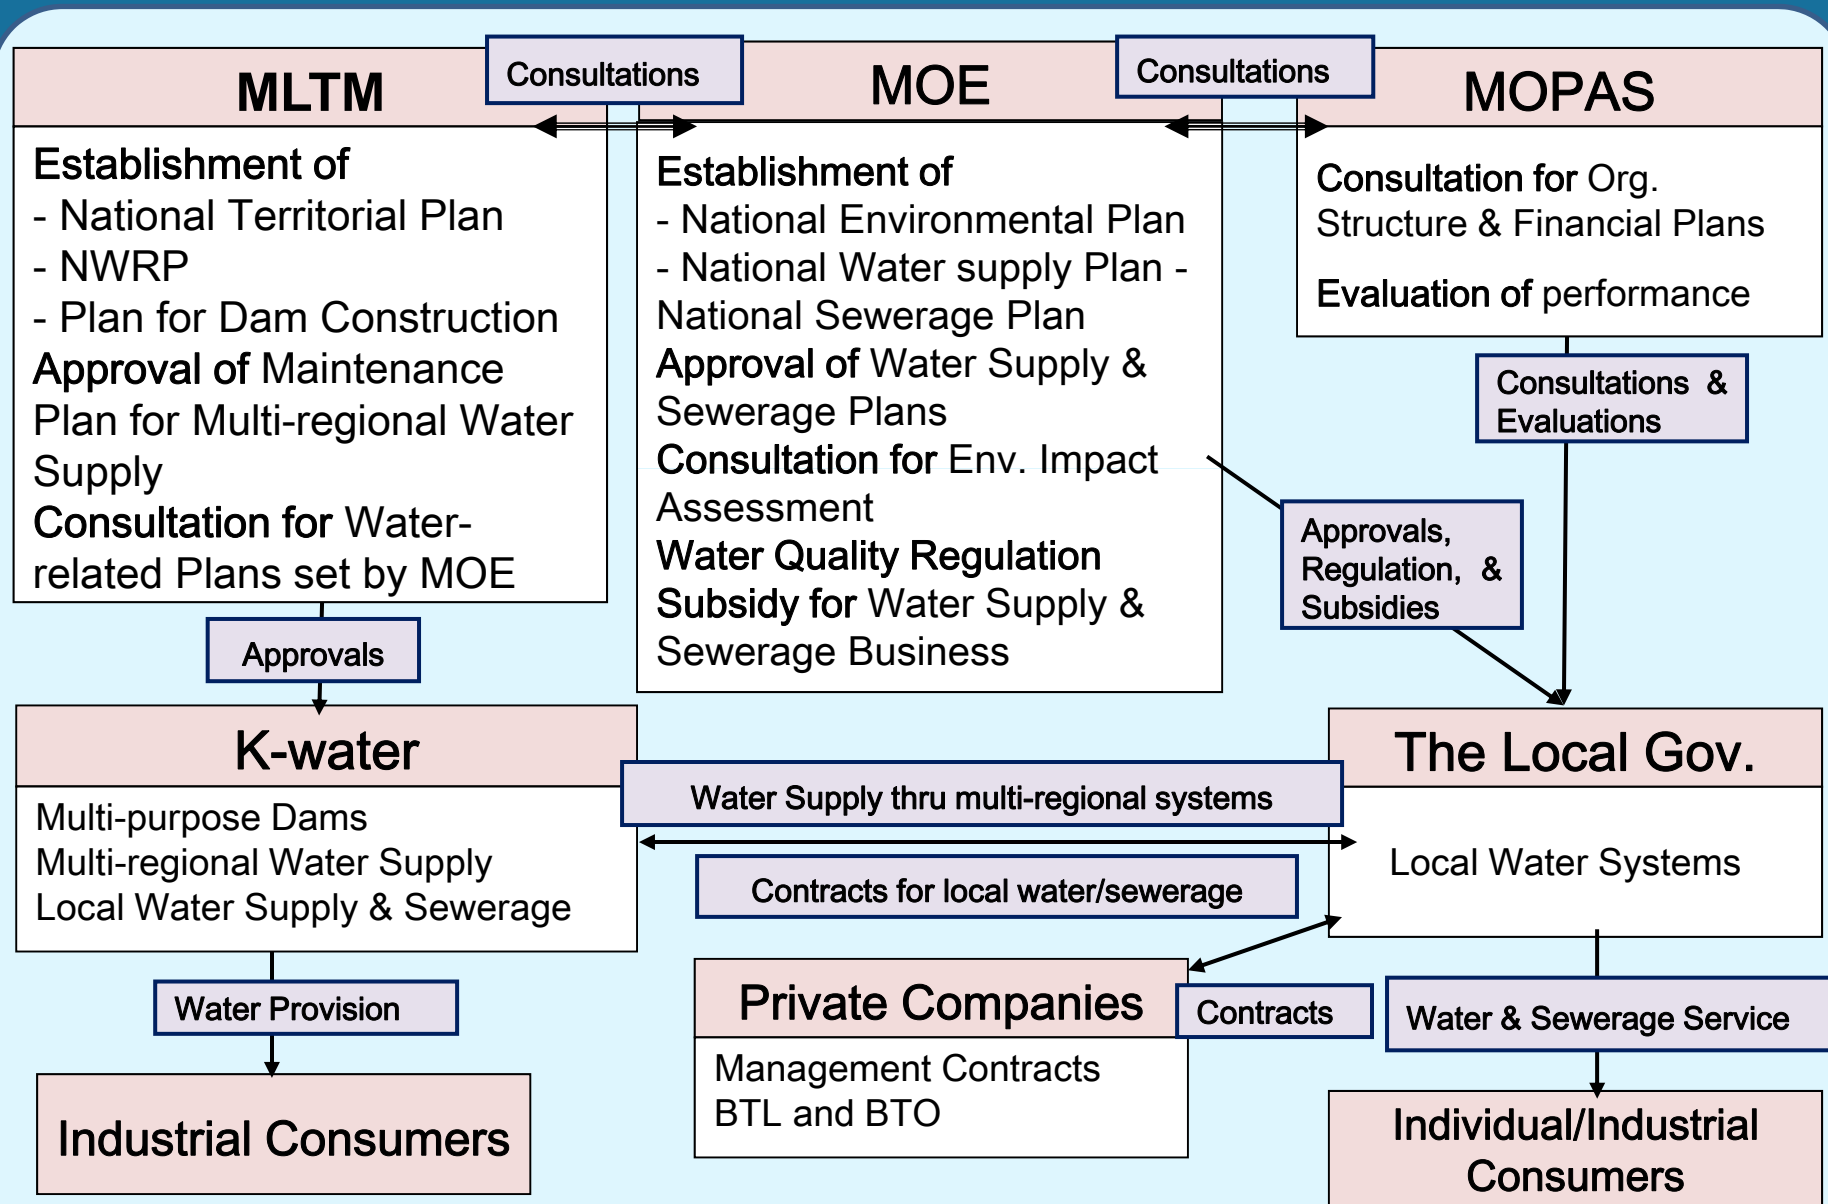 MLTM
Consultations
MOE
Consultations
MOPAS
Establishment of
- National Territorial Plan
- NWRP
- Plan for Dam Construction
Approval of Maintenance
Plan for Multi-regional Water
Supply
Consultation for Water-
related Plans set by MOE
Establishment of
- National Environmental Plan
- National Water supply Plan -
National Sewerage Plan
Approval of Water Supply &
Sewerage Plans
Consultation for Env. Impact
Assessment
Water Quality Regulation
Subsidy for Water Supply &
Sewerage Business
Consultation for Org.
Structure & Financial Plans
Evaluation of performance
Consultations &
Evaluations
Approvals,
Regulation, &
Subsidies
Approvals
K-water
Multi-purpose Dams
Multi-regional Water Supply
Local Water Supply & Sewerage
Water Supply thru multi-regional systems
Contracts for local water/sewerage
The Local Gov.
Local Water Systems
Water Provision
Industrial Consumers
Private Companies
Management Contracts
BTL and BTO
Contracts
Water & Sewerage Service
Individual/Industrial
Consumers